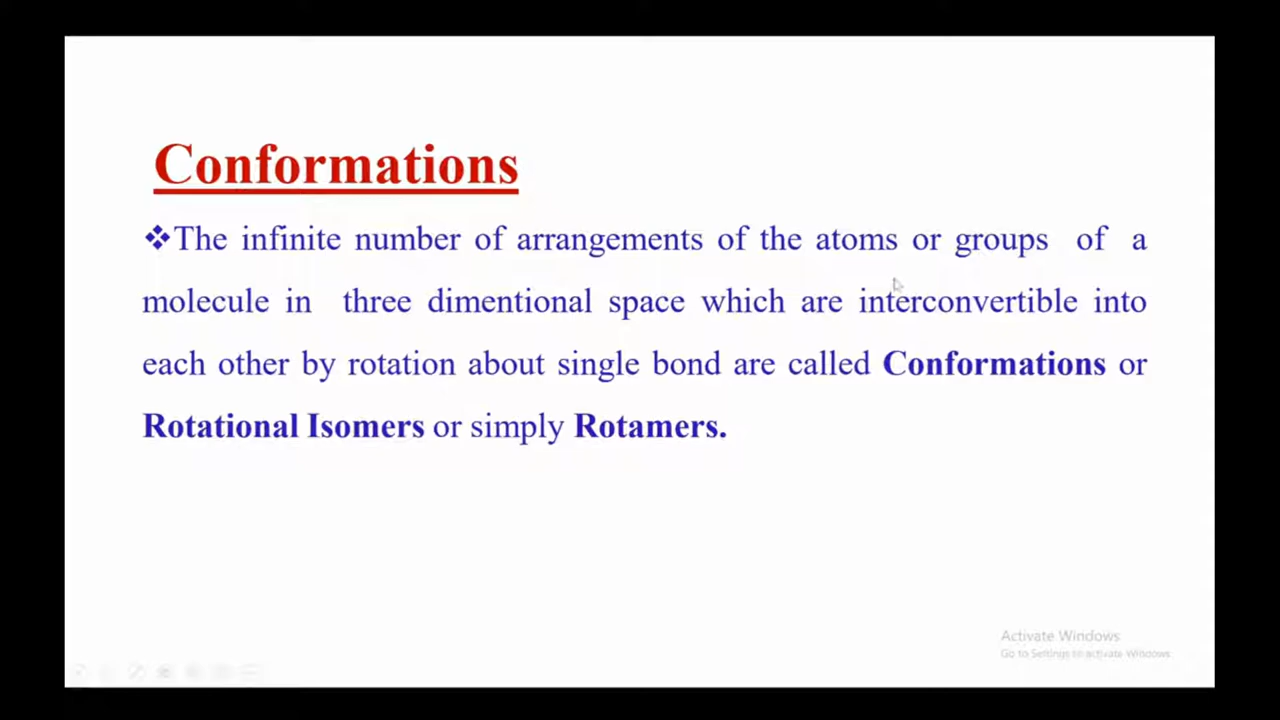 Conformations
❖The infinite number of arrangements of the atoms or groups of a
molecule in three dimentional space which are interconvertible into
each other by rotation about single bond are called Conformations or
Rotational Isomers or simply Rotamers.
Activate Windows
Go to Settings to activate Windows